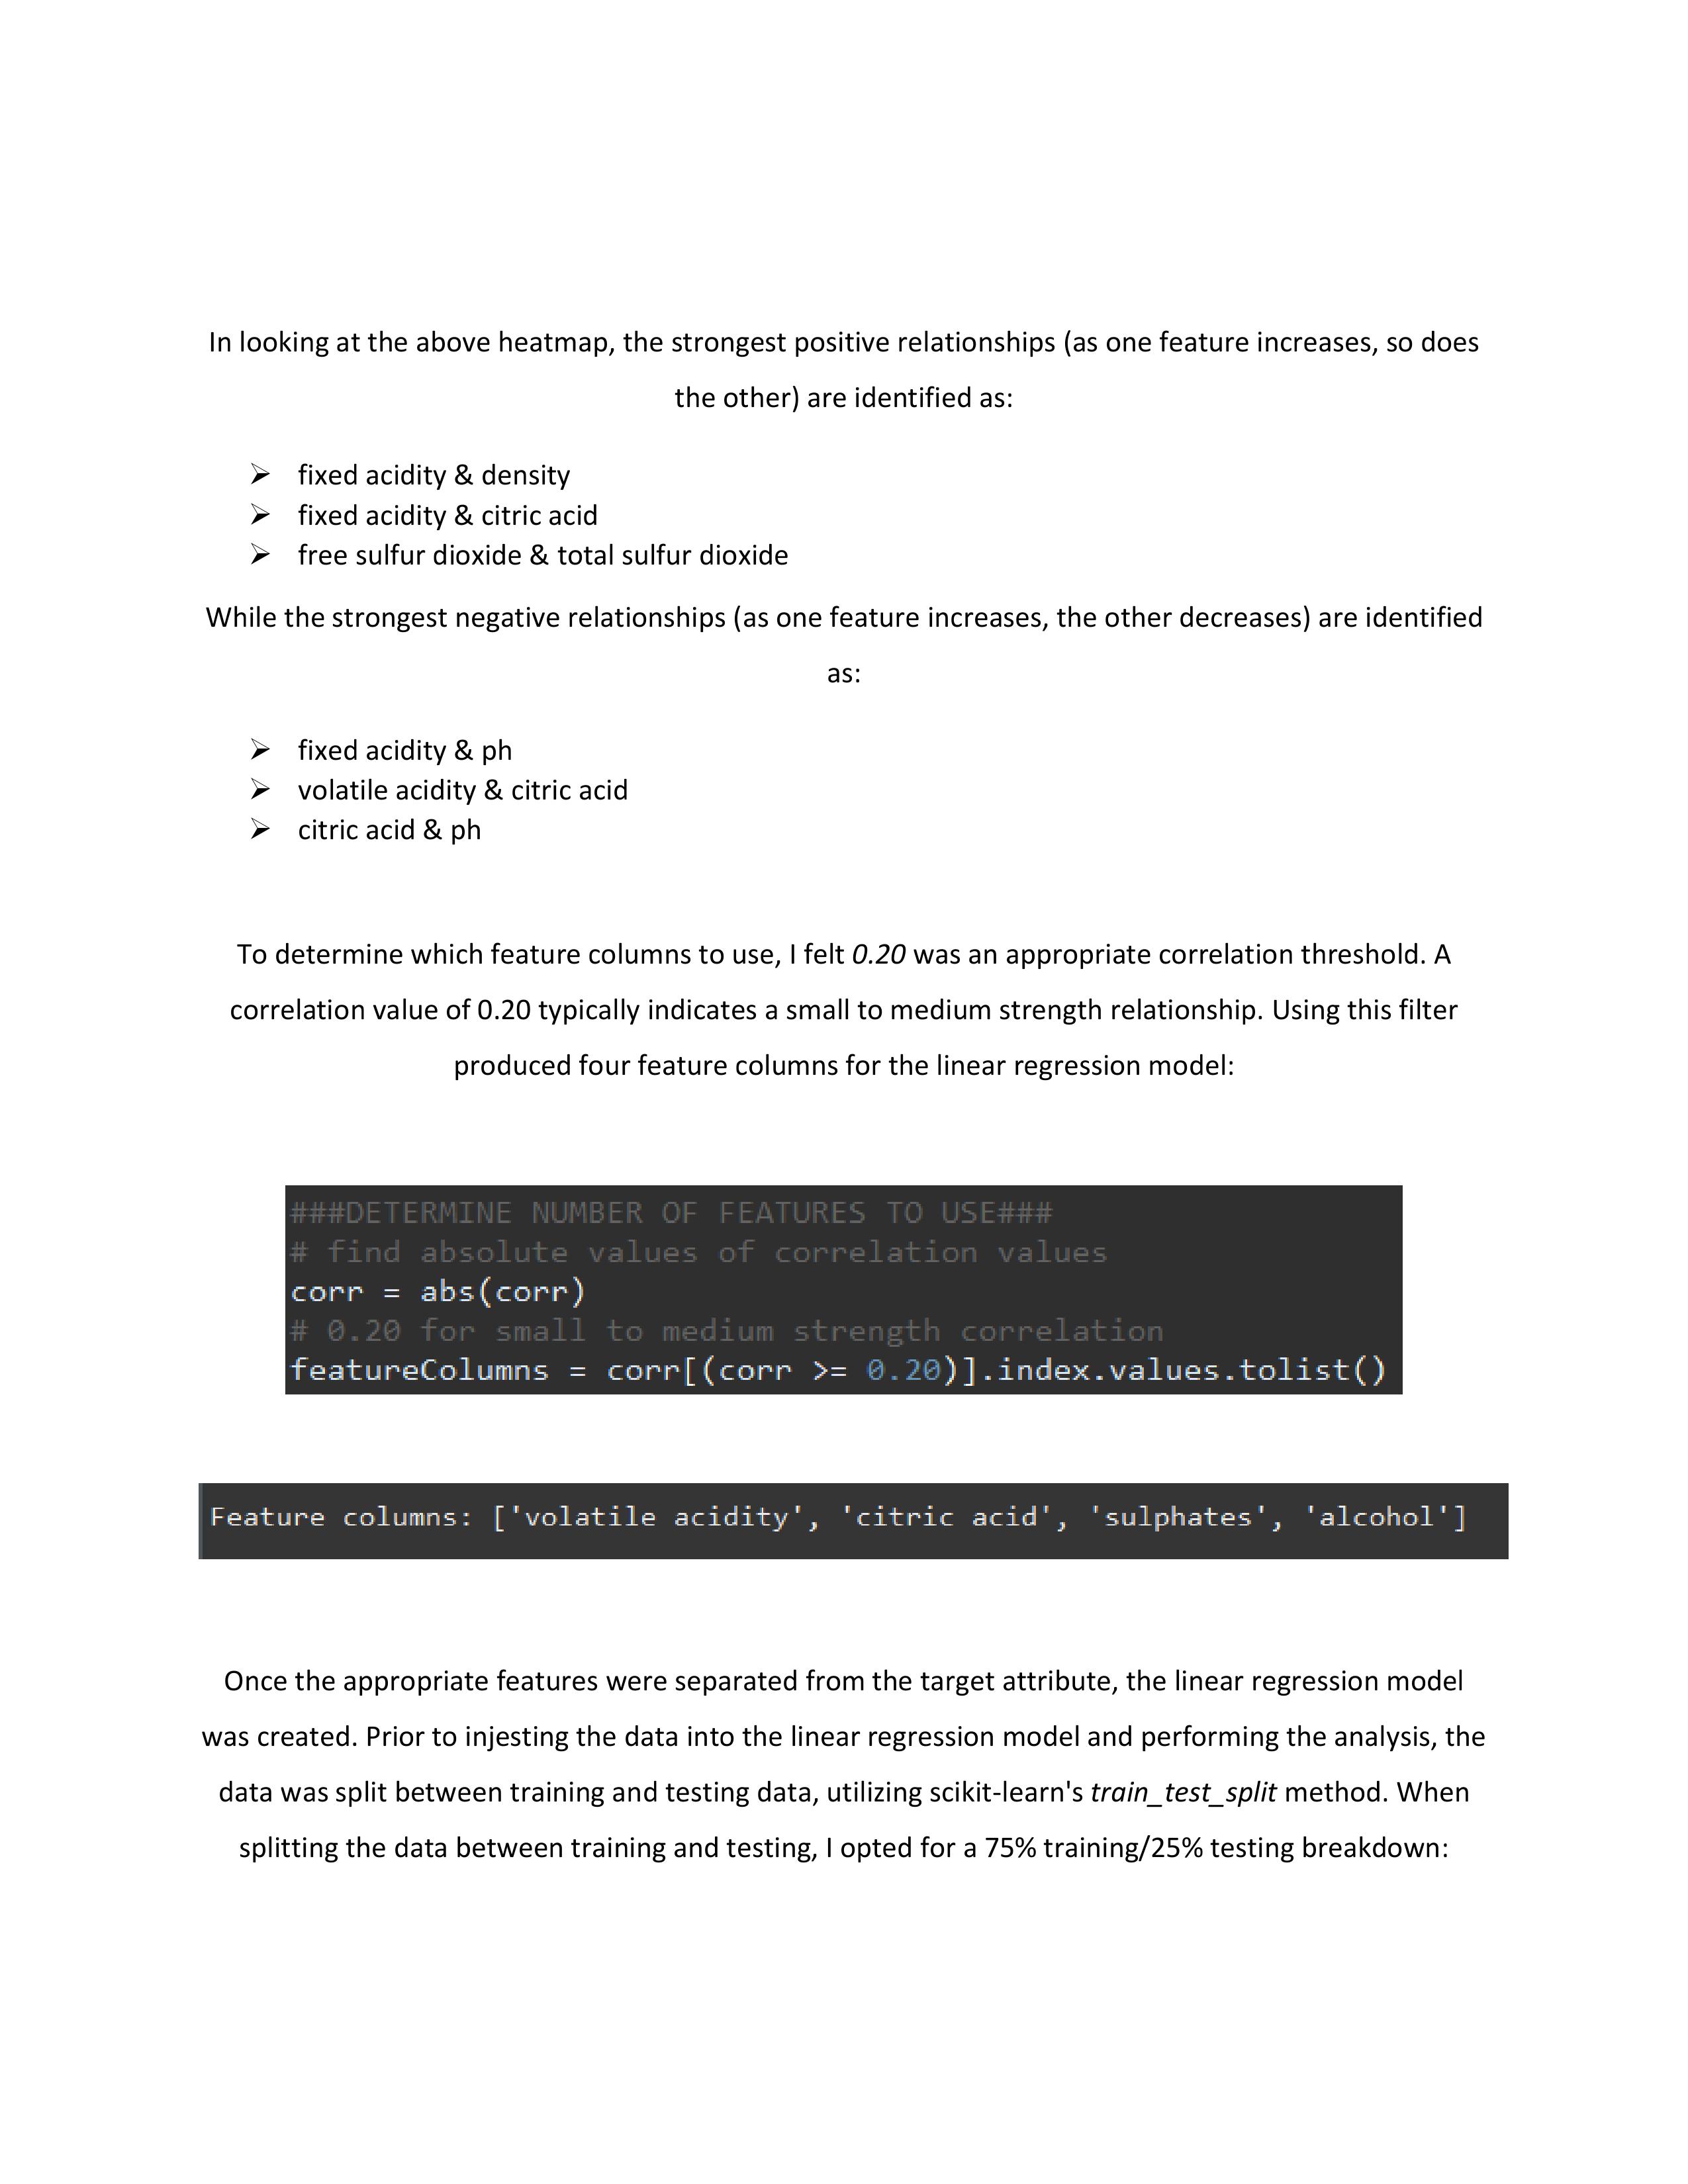 In looking at the above heatmap, the strongest positive relationships (as one feature increases, so does
the other) are identified as:
➢ fixed acidity & density
➢ fixed acidity & citric acid
➢ free sulfur dioxide & total sulfur dioxide
While the strongest negative relationships (as one feature increases, the other decreases) are identified
as:
➢ fixed acidity & ph
➢ volatile acidity & citric acid
➢ citric acid & ph
To determine which feature columns to use, I felt 0.20 was an appropriate correlation threshold. A
correlation value of 0.20 typically indicates a small to medium strength relationship. Using this filter
produced four feature columns for the linear regression model:
###DETERMINE NUMBER OF FEATURES TO USE###
# find absolute values of correlation values
corr = abs(corr)
# 0.20 for small to medium strength correlation
featureColumns = corr[(corr >= 0.20)].index.values.tolist()
Feature columns: ['volatile acidity', 'citric acid', 'sulphates', 'alcohol']
Once the appropriate features were separated from the target attribute, the linear regression model
was created. Prior to injesting the data into the linear regression model and performing the analysis, the
data was split between training and testing data, utilizing scikit-learn's train_test_split method. When
splitting the data between training and testing, I opted for a 75% training/25% testing breakdown: